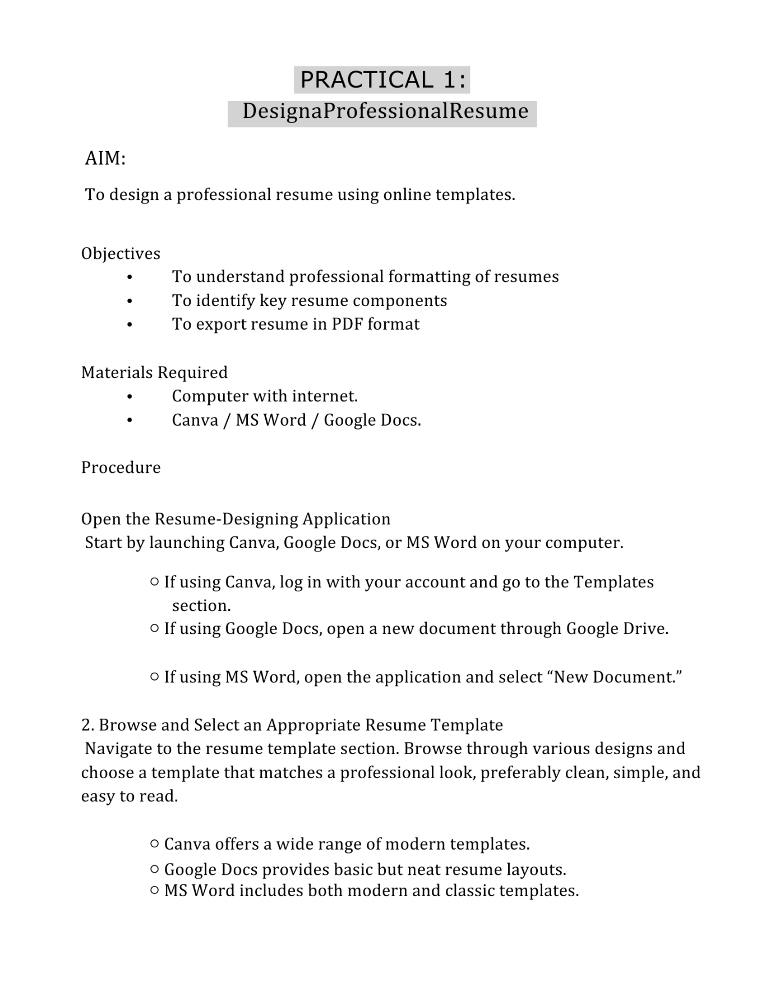 PRACTICAL 1:
DesignaProfessionalResume
AIM:
To design a professional resume using online templates.
Objectives
• To understand professional formatting of resumes
• To identify key resume components
• To export resume in PDF format
Materials Required
• Computer with internet.
• Canva / MS Word / Google Docs.
Procedure
Open the Resume-Designing Application
Start by launching Canva, Google Docs, or MS Word on your computer.
○ If using Canva, log in with your account and go to the Templates
section.
○ If using Google Docs, open a new document through Google Drive.
○ If using MS Word, open the application and select “New Document.”
2. Browse and Select an Appropriate Resume Template
Navigate to the resume template section. Browse through various designs and
choose a template that matches a professional look, preferably clean, simple, and
easy to read.
○ Canva offers a wide range of modern templates.
○ Google Docs provides basic but neat resume layouts.
○ MS Word includes both modern and classic templates.